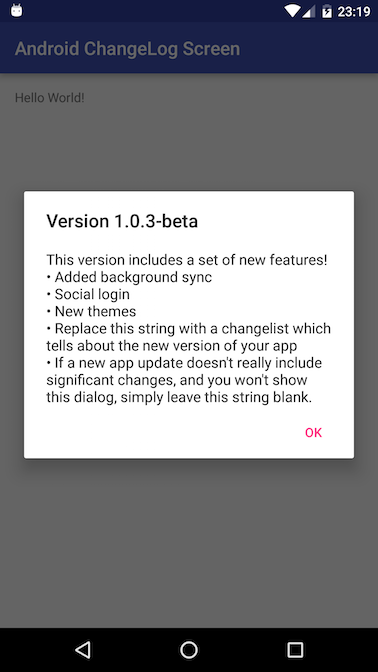 23:19
Android ChangeLog Screen
Hello World!
Version 1.0.3-beta
This version includes a set of new features!
• Added background sync
• Social login
• New themes
• Replace this string with a changelist which
tells about the new version of your app
• If a new app update doesn't really include
significant changes, and you won't show
this dialog, simply leave this string blank.
OK